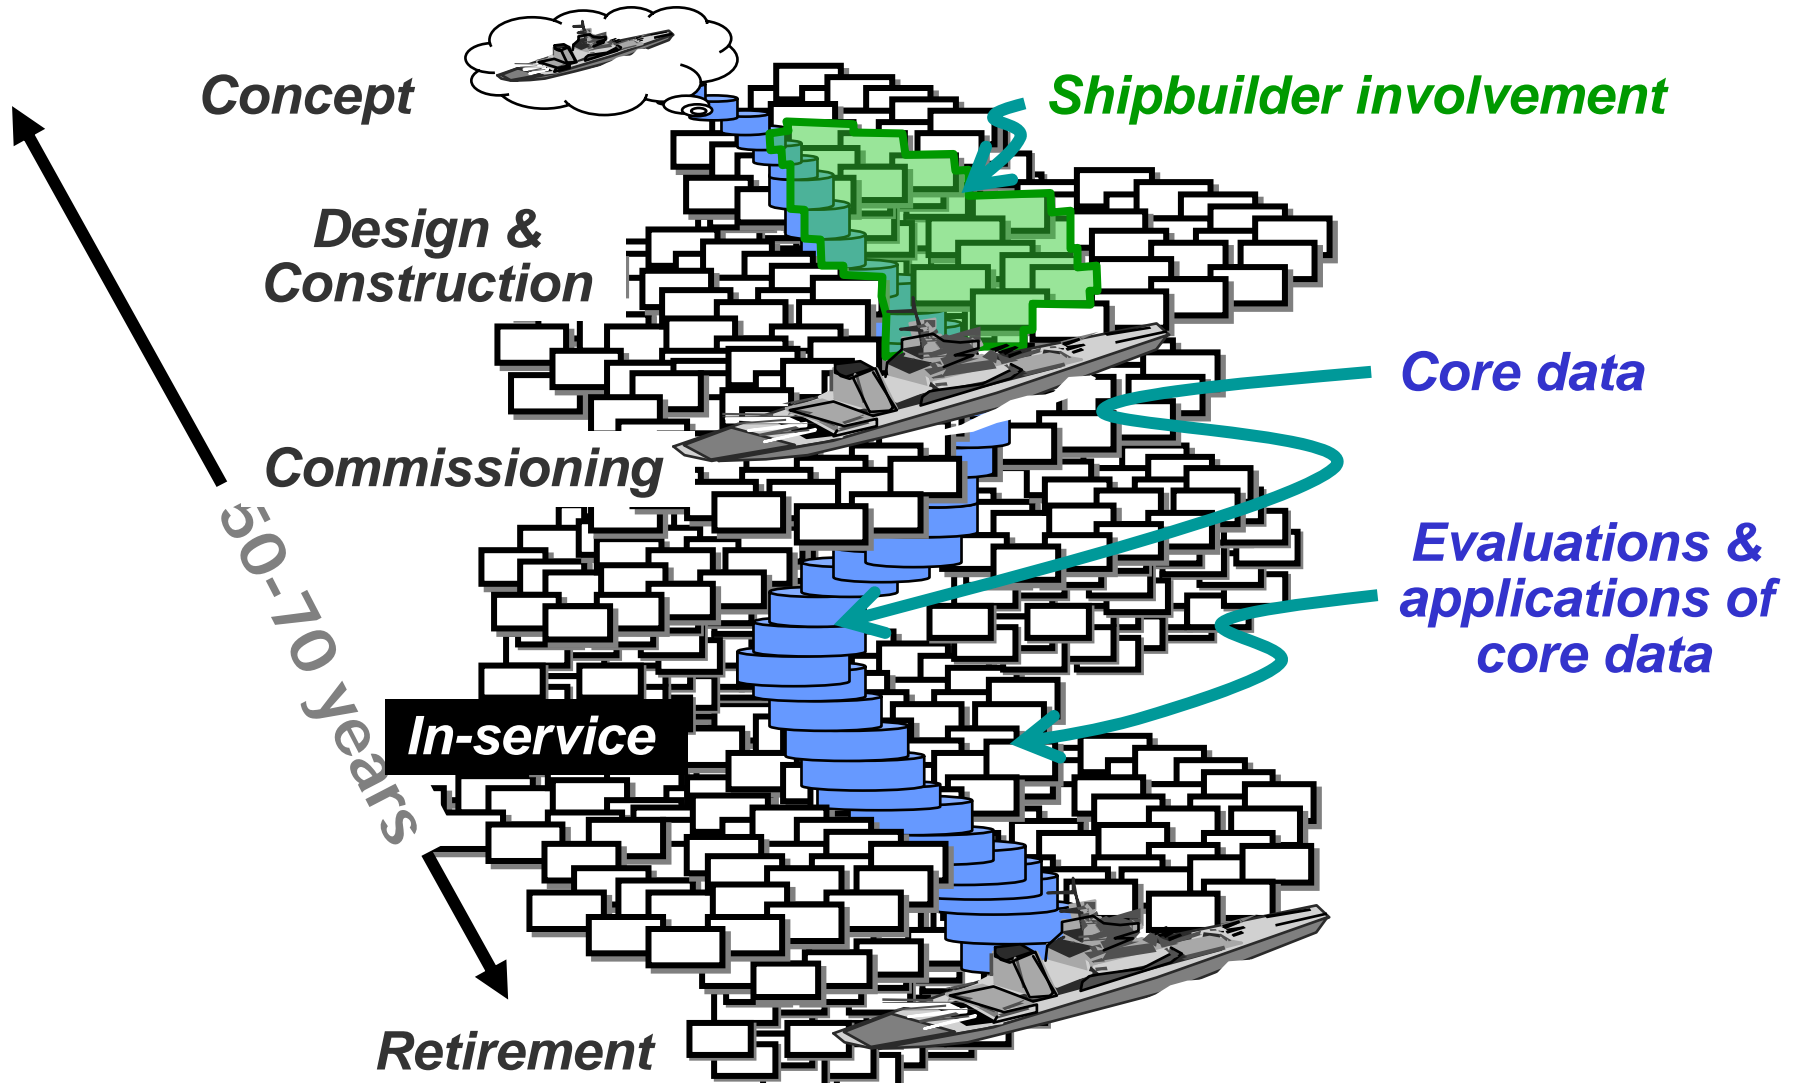 Concept
Shipbuilder involvement
Design &
Construction
Core data
Commissioning
Evaluations &
applications of
core data
50-70 years
In-service
Retirement